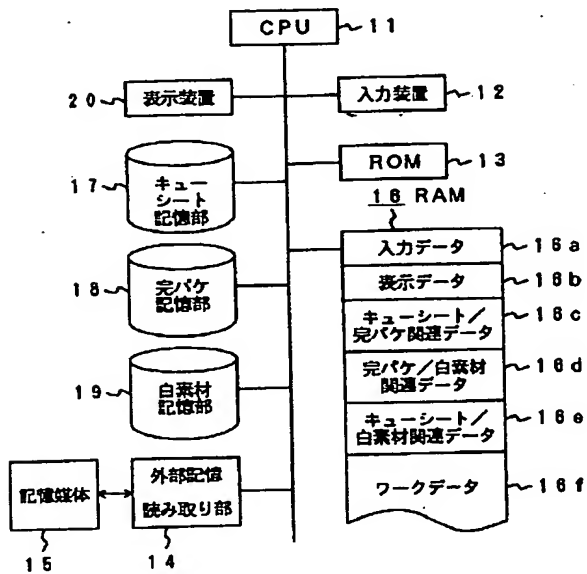 CPU 11
20 表示装置
入力装置 12
ROM 13
17 キュー
シート
記憶部
16 RAM
入力データ 16a
表示データ 16b
18 完パケ
記憶部
キューシート/
完パケ関連データ 16c
完パケ/白素材
関連データ 16d
19 白素材
記憶部
キューシート/
白素材関連データ 16e
記憶媒体
15
外部記憶
読み取り部
14
ワークデータ 16f